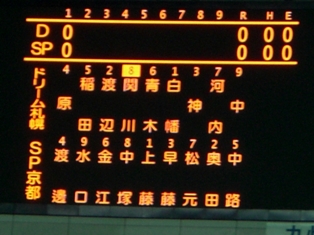 1 2 3 4 5 6 7 8 9 R H E
D 0 0 0 0
SP 0 0 0 0
4 5 2 8 6 1 3 7 9
ドリーム札幌 原 稲田 渡辺 関川 青木 白幡 神 河内 中
4 9 6 8 1 3 7 2 5
SP京都 渡邊 水口 金江 中塚 上藤 早藤 松元 奥田 中路